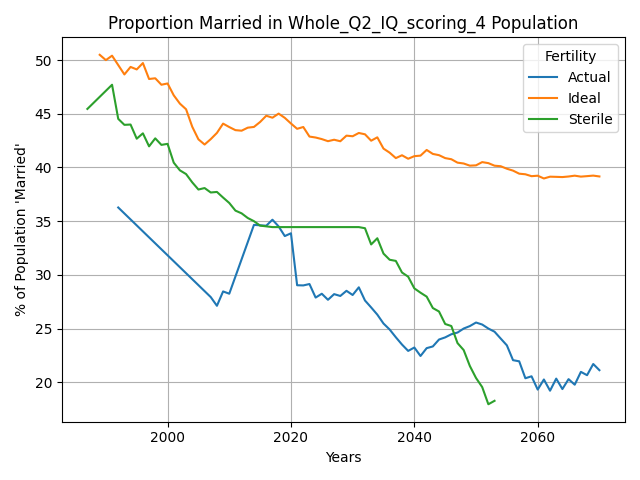 Proportion Married in Whole_Q2_IQ_scoring_4 Population
% of Population 'Married'
50
45
40
35
30
25
20
Fertility
Actual
Ideal
Sterile
2000
2020
2040
2060
Years